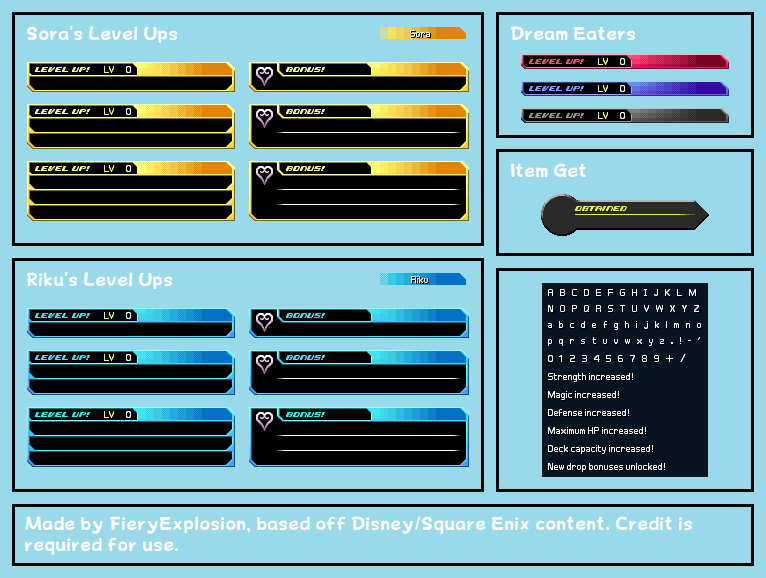 Sora's Level Ups
Sora
LEVEL UP! LV 0
BONUS!
LEVEL UP! LV 0
BONUS!
LEVEL UP! LV 0
BONUS!
Riku's Level Ups
Riku
LEVEL UP! LV 0
BONUS!
LEVEL UP! LV 0
BONUS!
LEVEL UP! LV 0
BONUS!
Dream Eaters
LEVEL UP! LV 0
LEVEL UP! LV 0
LEVEL UP! LV 0
Item Get
OBTAINED
A B C D E F G H I J K L M
N O P Q R S T U V W X Y Z
a b c d e f g h i j k l m n o
p q r s t u v w x y z . ! - '
0 1 2 3 4 5 6 7 8 9 + /
Strength increased!
Magic increased!
Defense increased!
Maximum HP increased!
Deck capacity increased!
New drop bonuses unlocked!
Made by FieryExplosion, based off Disney/Square Enix content. Credit is
required for use.